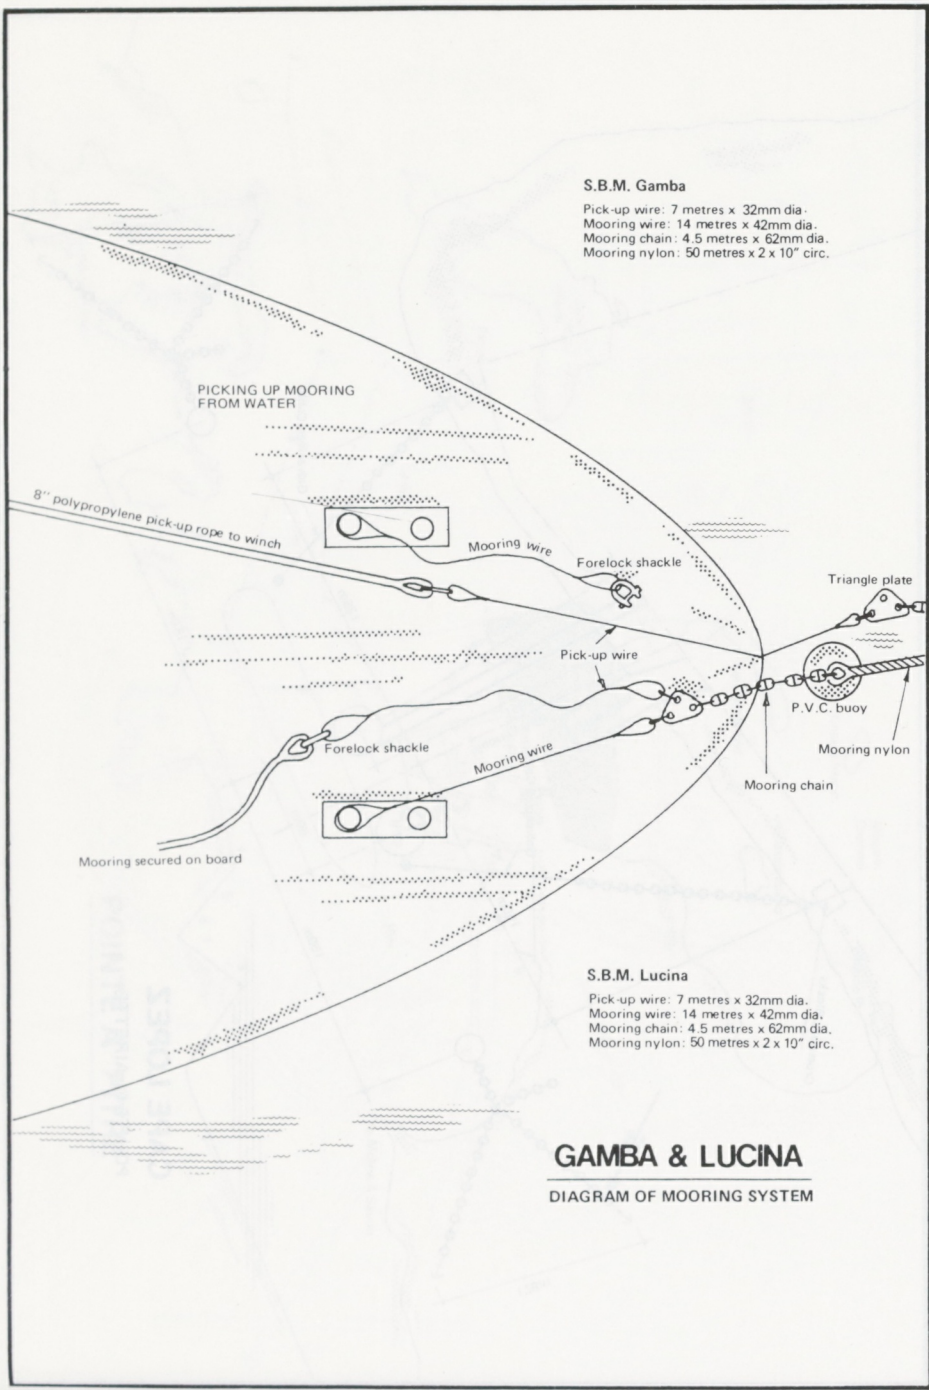 S.B.M. Gamba
Pick-up wire: 7 metres x 32mm dia.
Mooring wire: 14 metres x 42mm dia.
Mooring chain: 4.5 metres x 62mm dia.
Mooring nylon: 50 metres x 2 x 10" circ.
PICKING UP MOORING
FROM WATER
8" polypropylene pick-up rope to winch
Mooring wire
Forelock shackle
Triangle plate
Pick-up wire
P.V.C. buoy
Forelock shackle
Mooring wire
Mooring nylon
Mooring chain
Mooring secured on board
S.B.M. Lucina
Pick-up wire: 7 metres x 32mm dia.
Mooring wire: 14 metres x 42mm dia.
Mooring chain: 4.5 metres x 62mm dia.
Mooring nylon: 50 metres x 2 x 10" circ.
GAMBA & LUCINA
DIAGRAM OF MOORING SYSTEM